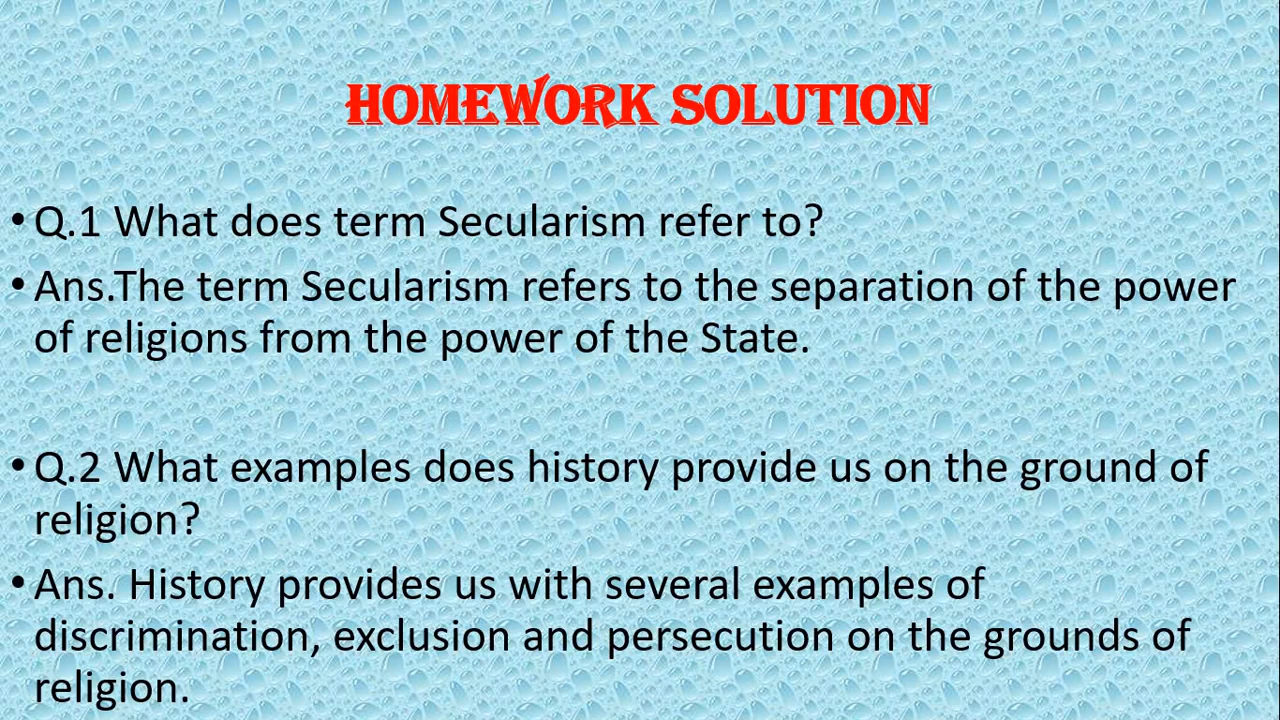 HOMEWORK SOLUTION
• Q.1 What does term Secularism refer to?
• Ans.The term Secularism refers to the separation of the power
of religions from the power of the State.
• Q.2 What examples does history provide us on the ground of
religion?
• Ans. History provides us with several examples of
discrimination, exclusion and persecution on the grounds of
religion.